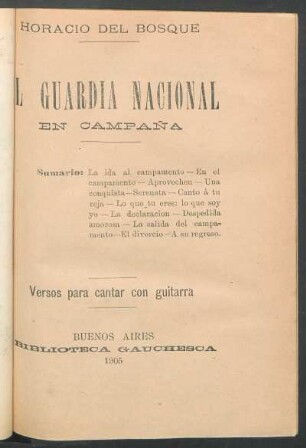 HORACIO DEL BOSQUE
L GUARDIA NACIONAL
EN CAMPAÑA
Sumario: La ida al campamento — En el
campamento — Aprovechen — Una
conquista — Serenata — Canto á tu
reja — Lo que tu eres: lo que soy
yo — La declaracion — Despedida
amorosa — La salida del campa-
mento — El divorcio — A su regreso.
Versos para cantar con guitarra
BUENOS AIRES
BIBLIOTECA GAUCHESCA
1905